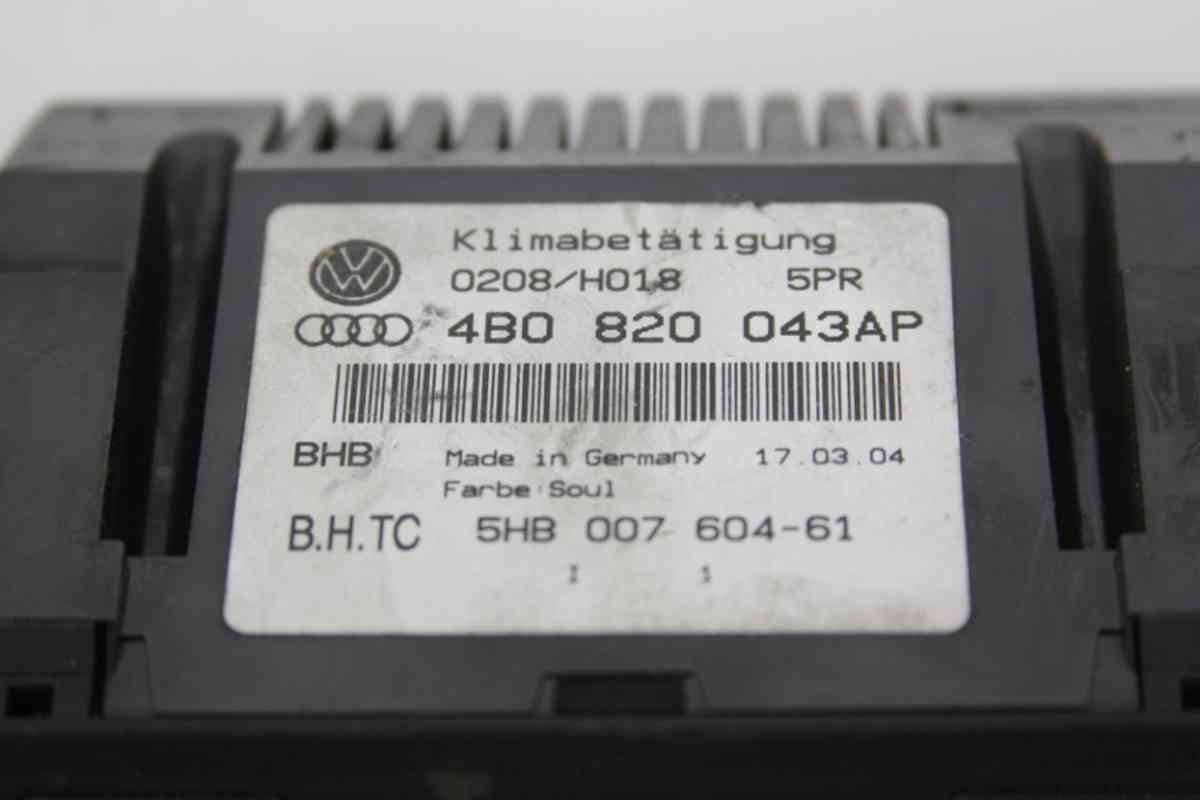 Klimabetätigung
0208/H018 5PR
4B0 820 043AP
BHB Made in Germany 17.03.04
Farbe:Soul
B.H.TC 5HB 007 604-61
I 1